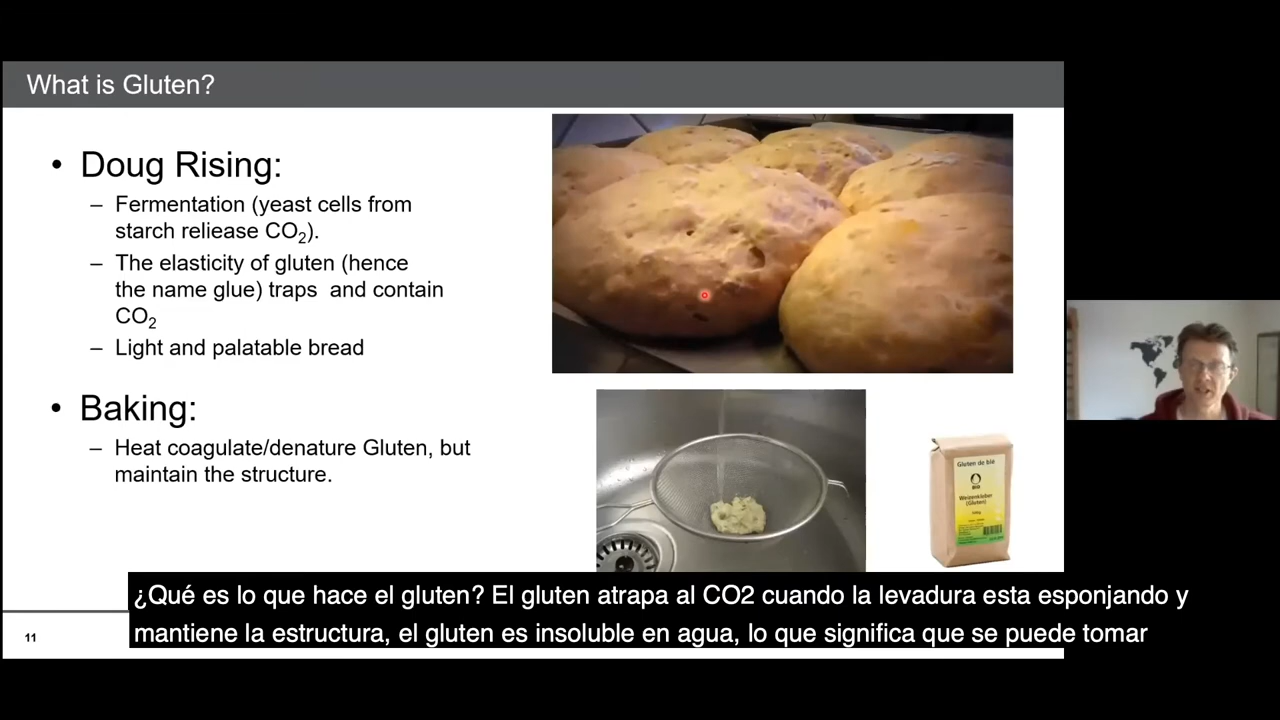 What is Gluten?
• Doug Rising:
– Fermentation (yeast cells from
starch reliease CO₂).
– The elasticity of gluten (hence
the name glue) traps and contain
CO₂
– Light and palatable bread
• Baking:
– Heat coagulate/denature Gluten, but
maintain the structure.
Gluten de blé
Weizenkleber
(Gluten)
¿Qué es lo que hace el gluten? El gluten atrapa al CO2 cuando la levadura esta esponjando y
mantiene la estructura, el gluten es insoluble en agua, lo que significa que se puede tomar
11